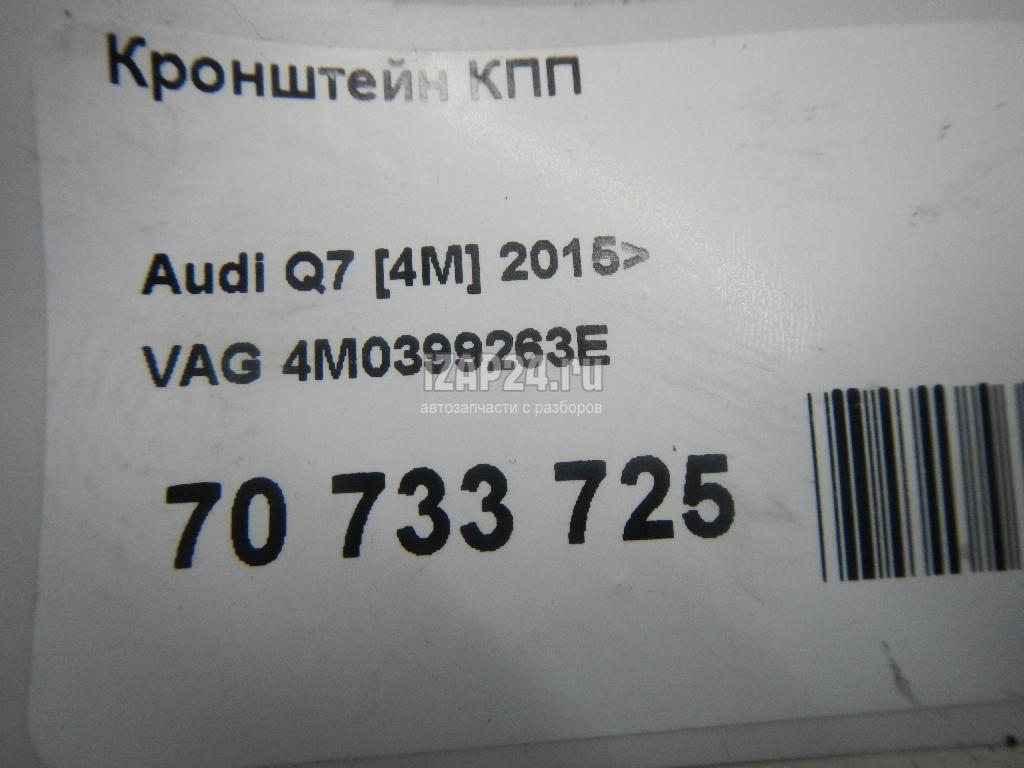 Кронштейн КПП
Audi Q7 [4M] 2015>
VAG 4M0399263E
iZAP24.ru
автозапчасти с разборов
70 733 725